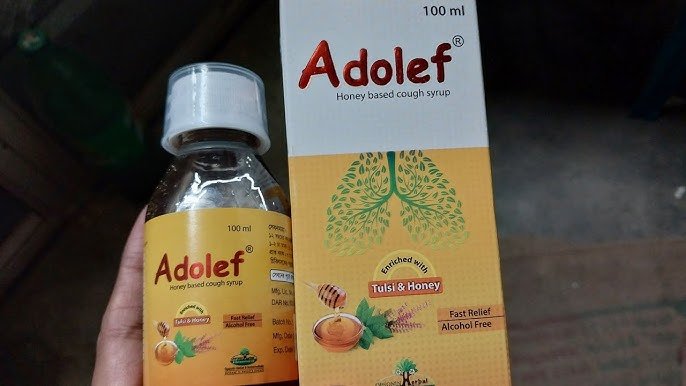 100 ml
Adolef®
Honey based cough syrup
Enriched with
Tulsi & Honey
Fast Relief
Alcohol Free
100 ml
Adolef®
Honey based cough syrup
Enriched with
Tulsi & Honey
Fast Relief
Alcohol Free
Mfg. Lic.
DAR No.
Batch No.
Mfg. Date
Exp. Date